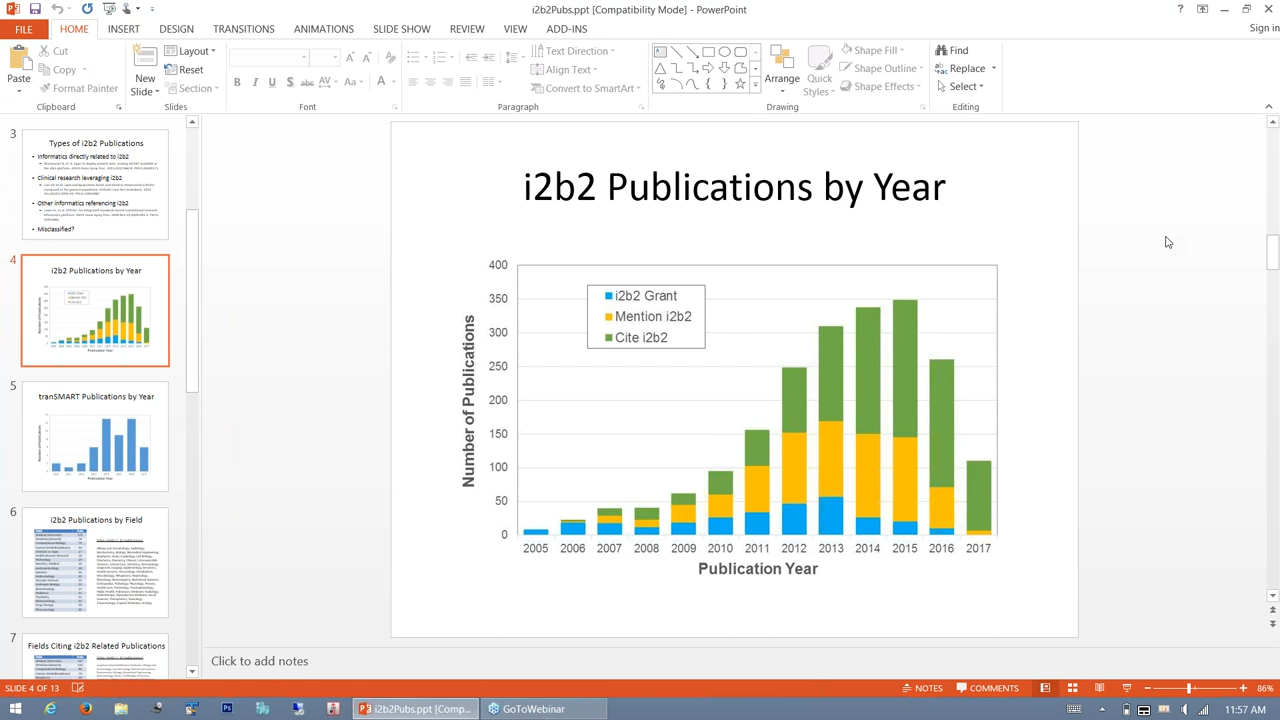 i2b2Pubs.ppt [Compatibility Mode] - PowerPoint
Sign in
FILE HOME INSERT DESIGN TRANSITIONS ANIMATIONS SLIDE SHOW REVIEW VIEW ADD-INS
Paste
Cut
Copy
Format Painter
Clipboard
New
Slide
Layout
Reset
Section
Slides
B I U S abc AV Aa A
Font
Text Direction
Align Text
Convert to SmartArt
Paragraph
Arrange
Quick
Styles
Shape Fill
Shape Outline
Shape Effects
Drawing
Find
Replace
Select
Editing
3
Types of i2b2 Publications
Informatics directly related to i2b2
Clinical research leveraging i2b2
Other informatics referencing i2b2
Misclassified?
4
i2b2 Publications by Year
5
tranSMART Publications by Year
6
i2b2 Publications by Field
7
Fields Citing i2b2 Related Publications
i2b2 Publications by Year
400
350
300
250
200
150
100
50
Number of Publications
i2b2 Grant
Mention i2b2
Cite i2b2
2005 2006 2007 2008 2009 2010 2011 2012 2013 2014 2015 2016 2017
Publication Year
Click to add notes
SLIDE 4 OF 13
NOTES
COMMENTS
86%
i2b2Pubs.ppt [Comp...
GoToWebinar
11:57 AM